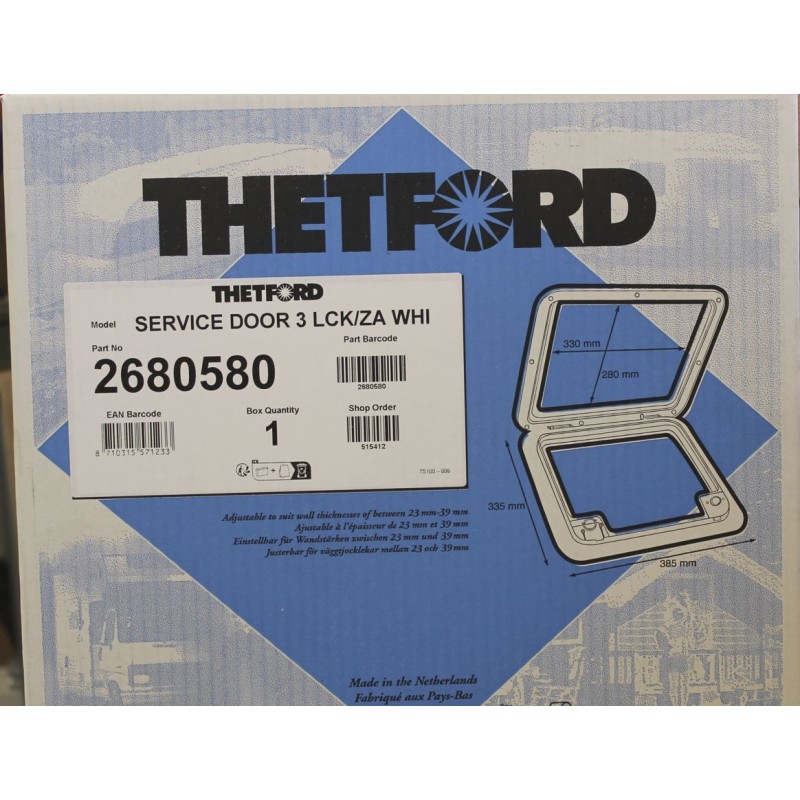 THETFORD
THETFORD
Model SERVICE DOOR 3 LCK/ZA WHI
Part No
2680580
Part Barcode
2680580
EAN Barcode
8 710315 571233
Box Quantity
1
Shop Order
515412
TS100 - 006
330 mm
280 mm
335 mm
385 mm
Adjustable to suit wall thicknesses of between 23 mm-39 mm
Ajustable à l'épaisseur de 23 mm et 39 mm
Einstellbar für Wandstärken zwischen 23 mm und 39 mm
Justerbar för väggtjocklekar mellan 23 och 39 mm
Made in the Netherlands
Fabriqué aux Pays-Bas